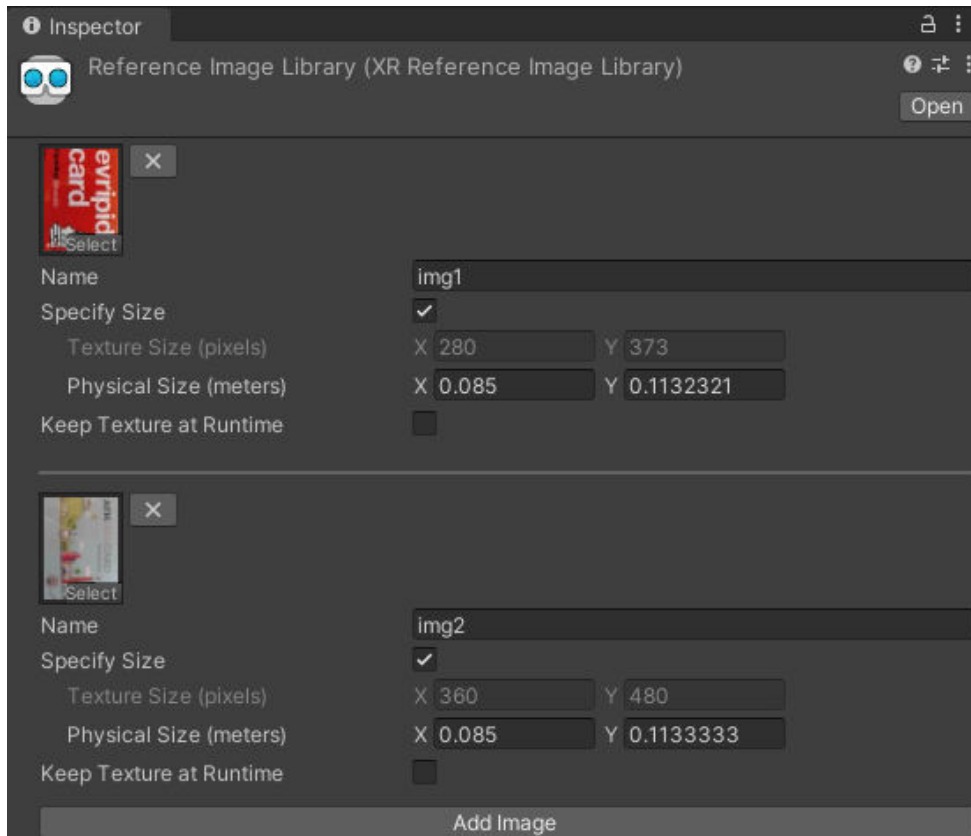 Inspector
Reference Image Library (XR Reference Image Library)
Open
evripid
card
Select
Name img1
Specify Size
Texture Size (pixels) X 280 Y 373
Physical Size (meters) X 0.085 Y 0.1132321
Keep Texture at Runtime
Select
Name img2
Specify Size
Texture Size (pixels) X 360 Y 480
Physical Size (meters) X 0.085 Y 0.1133333
Keep Texture at Runtime
Add Image